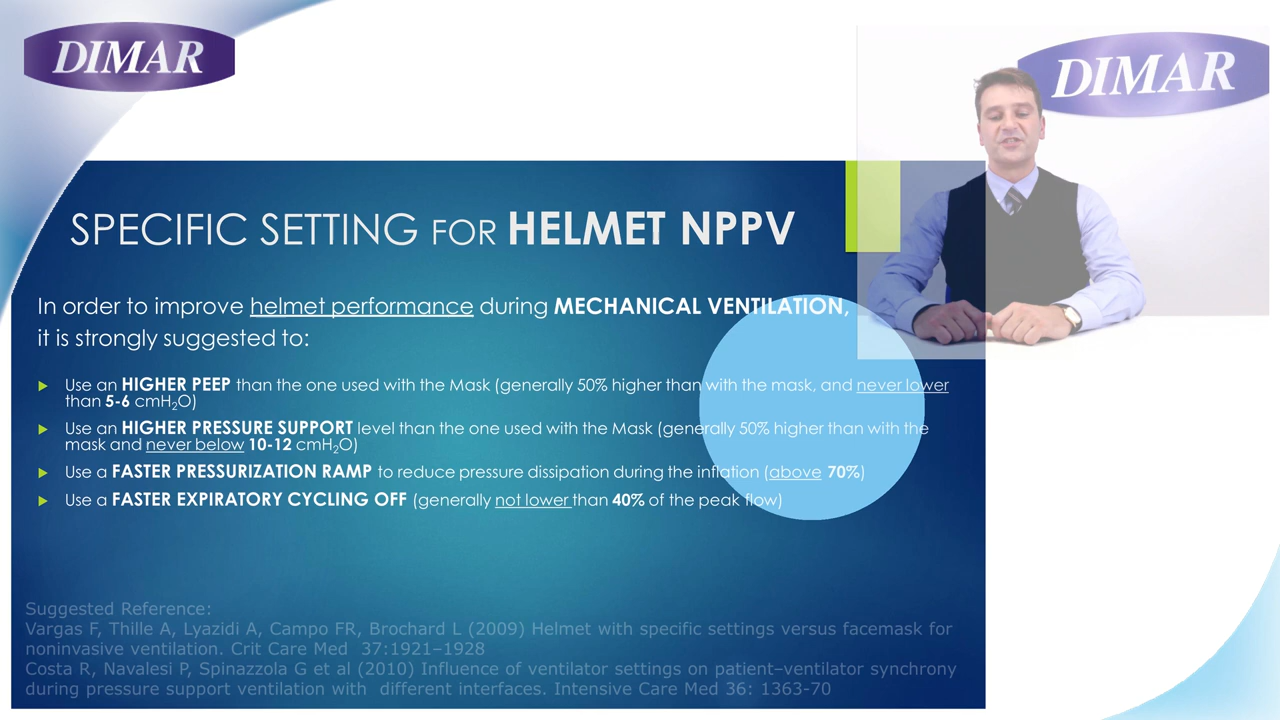 DIMAR
DIMAR
SPECIFIC SETTING FOR HELMET NPPV
In order to improve helmet performance during MECHANICAL VENTILATION,
it is strongly suggested to:
Use an HIGHER PEEP than the one used with the Mask (generally 50% higher than with the mask, and never lower
than 5-6 cmH₂O)
Use an HIGHER PRESSURE SUPPORT level than the one used with the Mask (generally 50% higher than with the
mask and never below 10-12 cmH₂O)
Use a FASTER PRESSURIZATION RAMP to reduce pressure dissipation during the inflation (above 70%)
Use a FASTER EXPIRATORY CYCLING OFF (generally not lower than 40% of the peak flow)
Suggested Reference:
Vargas F, Thille A, Lyazidi A, Campo FR, Brochard L (2009) Helmet with specific settings versus facemask for
noninvasive ventilation. Crit Care Med 37:1921–1928
Costa R, Navalesi P, Spinazzola G et al (2010) Influence of ventilator settings on patient–ventilator synchrony
during pressure support ventilation with different interfaces. Intensive Care Med 36: 1363-70